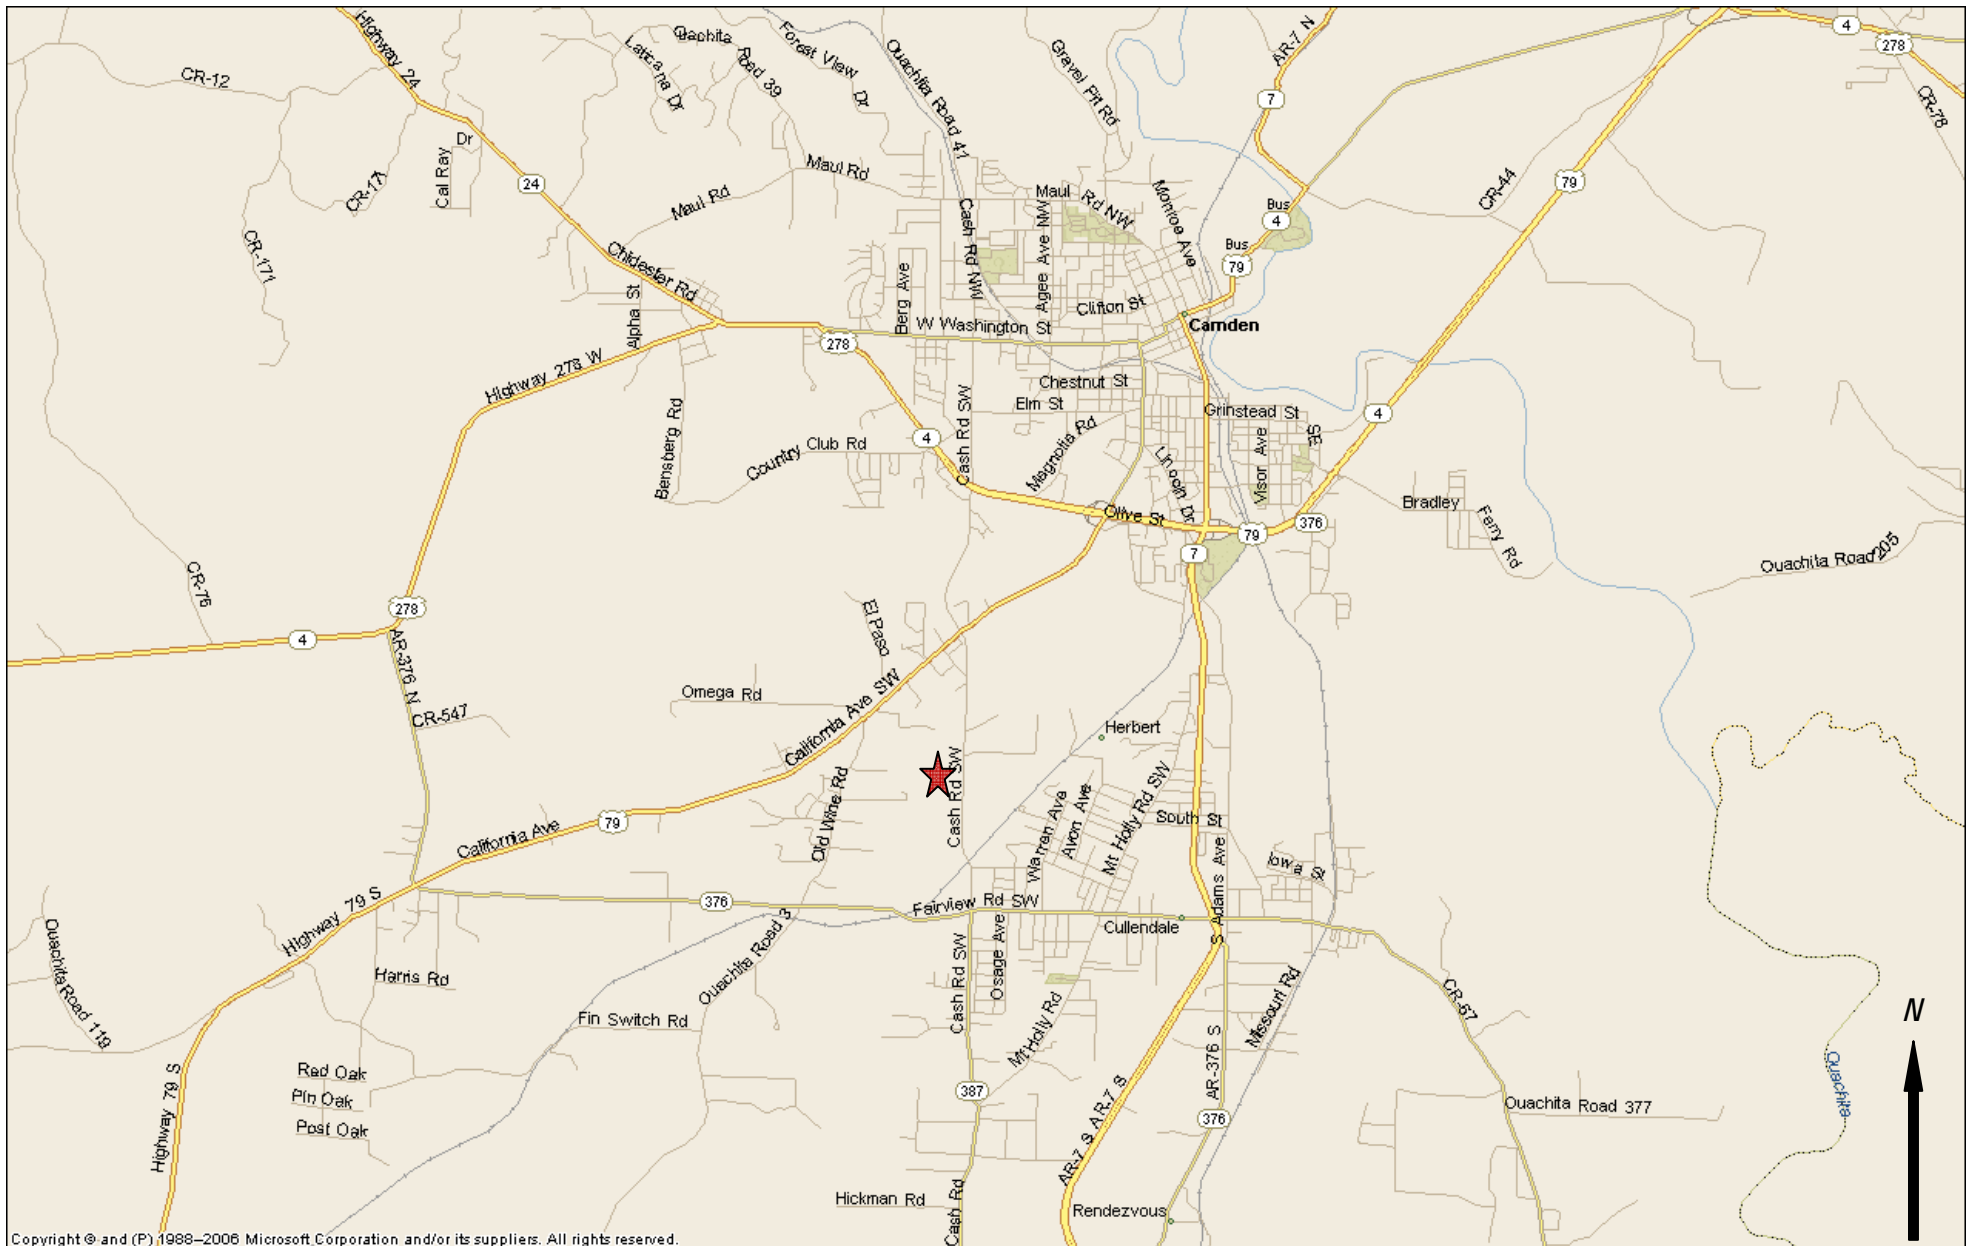 Highway 24
Latic a na Dr
Oachita Road 39
Forest View Dr
Ouachita Road 41
Gravel Pit Rd
AR-7 N
4
278
CR-78
CR-12
7
Dr
Cal Ray
24
CR-171
Maul Rd
Maul Rd
Maul Rd NW
Monroe Ave
CR-44
79
Bus
4
Bus
79
CR-171
Chidester Rd
Alpha St
Berg Ave
Cash Rd NW
Agee Ave NW
Clifton St
W Washington St
Camden
278
Highway 278 W
Chestnut St
Elm St
Magnolia Rd
Grinstead St
SE
4
Bensberg Rd
Country Club Rd
4
Cash Rd SW
Lincoln Dr
Visor Ave
Bradley
Ferry Rd
Olive St
79
376
7
Ouachita Road 205
CR-76
278
4
AR-376 N
El Paso
CR-547
Omega Rd
California Ave SW
Herbert
Cash Rd SW
Old Wire Rd
Warren Ave
Avon Ave
Mt Holly Rd SW
South St
79
California Ave
Iowa St
S Adams Ave
376
Fairview Rd SW
Cullendale
Highway 79 S
Ouachita Road 119
Harris Rd
Ouachita Road 3
Cash Rd SW
Osage Ave
Missouri Rd
CR-67
N
Fin Switch Rd
Mt Holly Rd
AR-376 S
Highway 79 S
Red Oak
Pin Oak
Post Oak
387
AR-7 S
AR-7 S
376
Ouachita Road 377
Ouachita
Hickman Rd
Cash Rd
Rendezvous
Copyright © and (P) 1988–2006 Microsoft Corporation and/or its suppliers. All rights reserved.